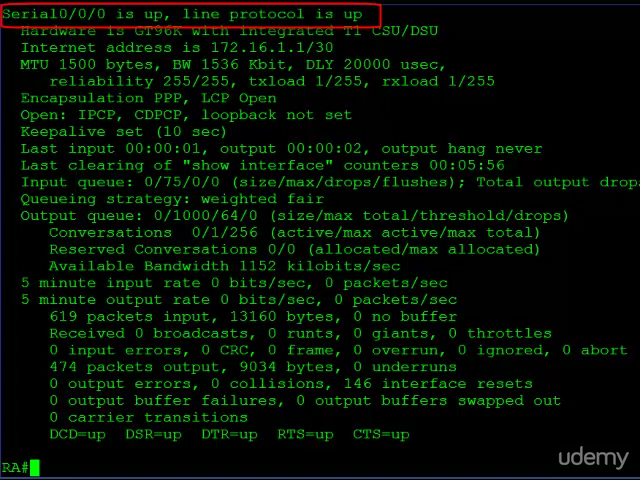 Serial0/0/0 is up, line protocol is up
Hardware is GT96K with integrated T1 CSU/DSU
Internet address is 172.16.1.1/30
MTU 1500 bytes, BW 1536 Kbit, DLY 20000 usec,
reliability 255/255, txload 1/255, rxload 1/255
Encapsulation PPP, LCP Open
Open: IPCP, CDPCP, loopback not set
Keepalive set (10 sec)
Last input 00:00:01, output 00:00:02, output hang never
Last clearing of "show interface" counters 00:05:56
Input queue: 0/75/0/0 (size/max/drops/flushes); Total output drops
Queueing strategy: weighted fair
Output queue: 0/1000/64/0 (size/max total/threshold/drops)
Conversations 0/1/256 (active/max active/max total)
Reserved Conversations 0/0 (allocated/max allocated)
Available Bandwidth 1152 kilobits/sec
5 minute input rate 0 bits/sec, 0 packets/sec
5 minute output rate 0 bits/sec, 0 packets/sec
619 packets input, 13160 bytes, 0 no buffer
Received 0 broadcasts, 0 runts, 0 giants, 0 throttles
0 input errors, 0 CRC, 0 frame, 0 overrun, 0 ignored, 0 abort
474 packets output, 9034 bytes, 0 underruns
0 output errors, 0 collisions, 146 interface resets
0 output buffer failures, 0 output buffers swapped out
0 carrier transitions
DCD=up DSR=up DTR=up RTS=up CTS=up
RA#
udemy